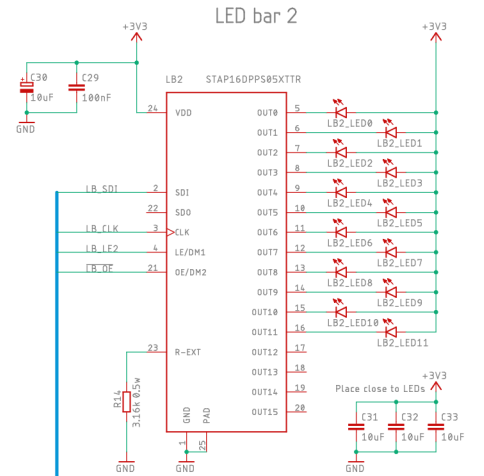 LED bar 2
+3V3
+3V3
LB2 STAP16DPPS05XTTR
C30
10uF
C29
100nF
GND
24 VDD
OUT0 5
LB2_LED0
OUT1 6
LB2_LED1
OUT2 7
LB2_LED2
OUT3 8
LB2_LED3
LB_SDI 2 SDI
OUT4 9
LB2_LED4
22 SDO
OUT5 10
LB2_LED5
LB_CLK 3 CLK
OUT6 11
LB2_LED6
LB_LE2 4 LE/DM1
OUT7 12
LB2_LED7
LB_OE 21 OE/DM2
OUT8 13
LB2_LED8
OUT9 14
LB2_LED9
OUT10 15
LB2_LED10
OUT11 16
LB2_LED11
23 R-EXT
OUT12 17
OUT13 18
OUT14 19
OUT15 20
R14
3.16k 0.5w
GND
GND
PAD
1
25
GND
+3V3
Place close to LEDs
C31
10uF
C32
10uF
C33
10uF
GND